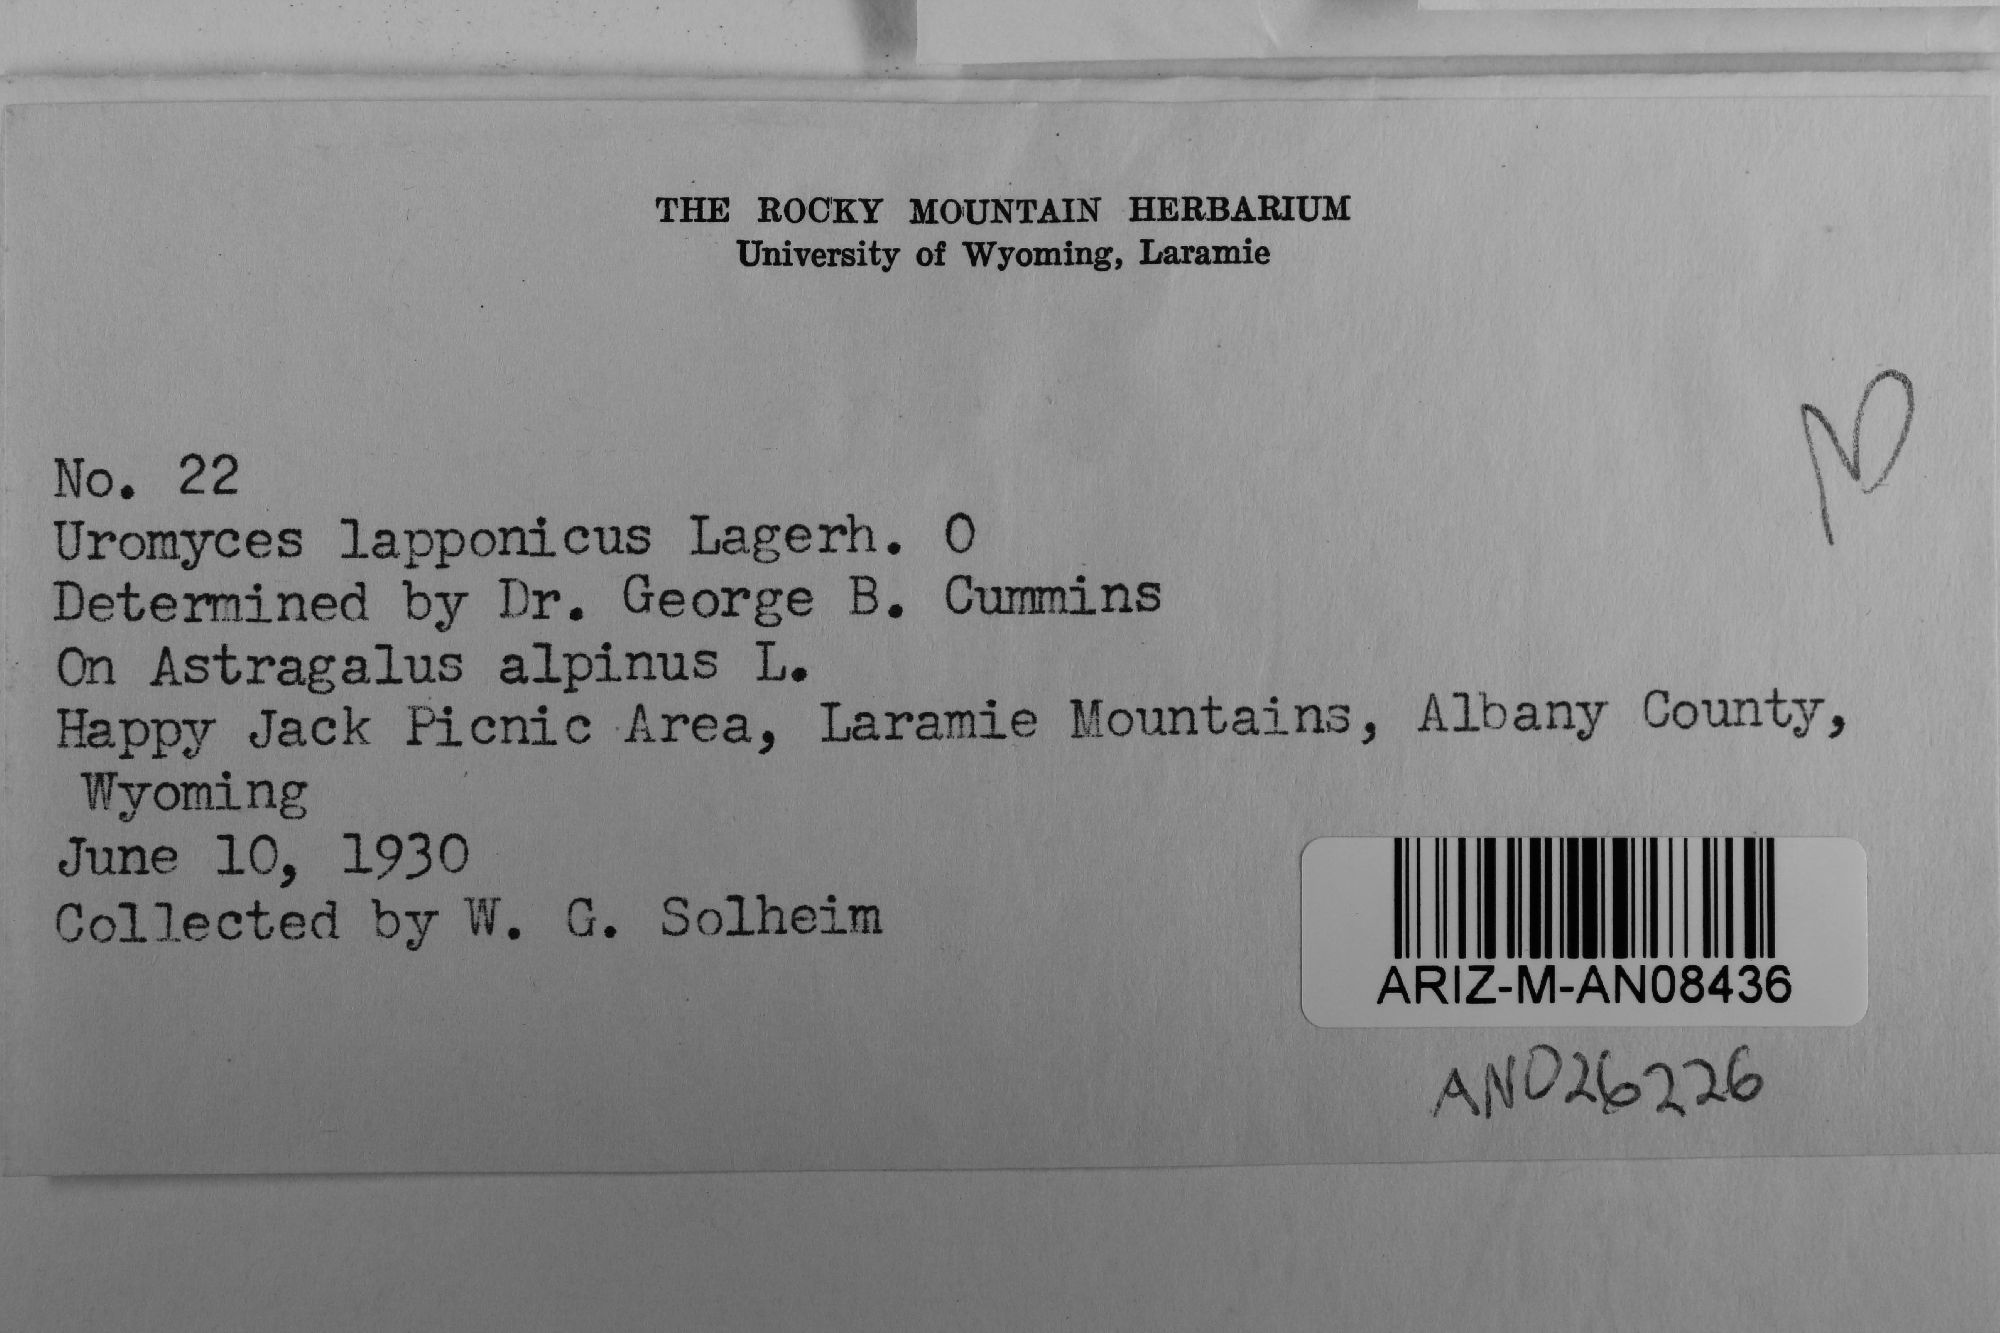 THE ROCKY MOUNTAIN HERBARIUM
University of Wyoming, Laramie
No. 22
Uromyces lapponicus Lagerh. O
Determined by Dr. George B. Cummins
On Astragalus alpinus L.
Happy Jack Picnic Area, Laramie Mountains, Albany County,
Wyoming
June 10, 1930
Collected by W. G. Solheim
ARIZ-M-AN08436
AN026226